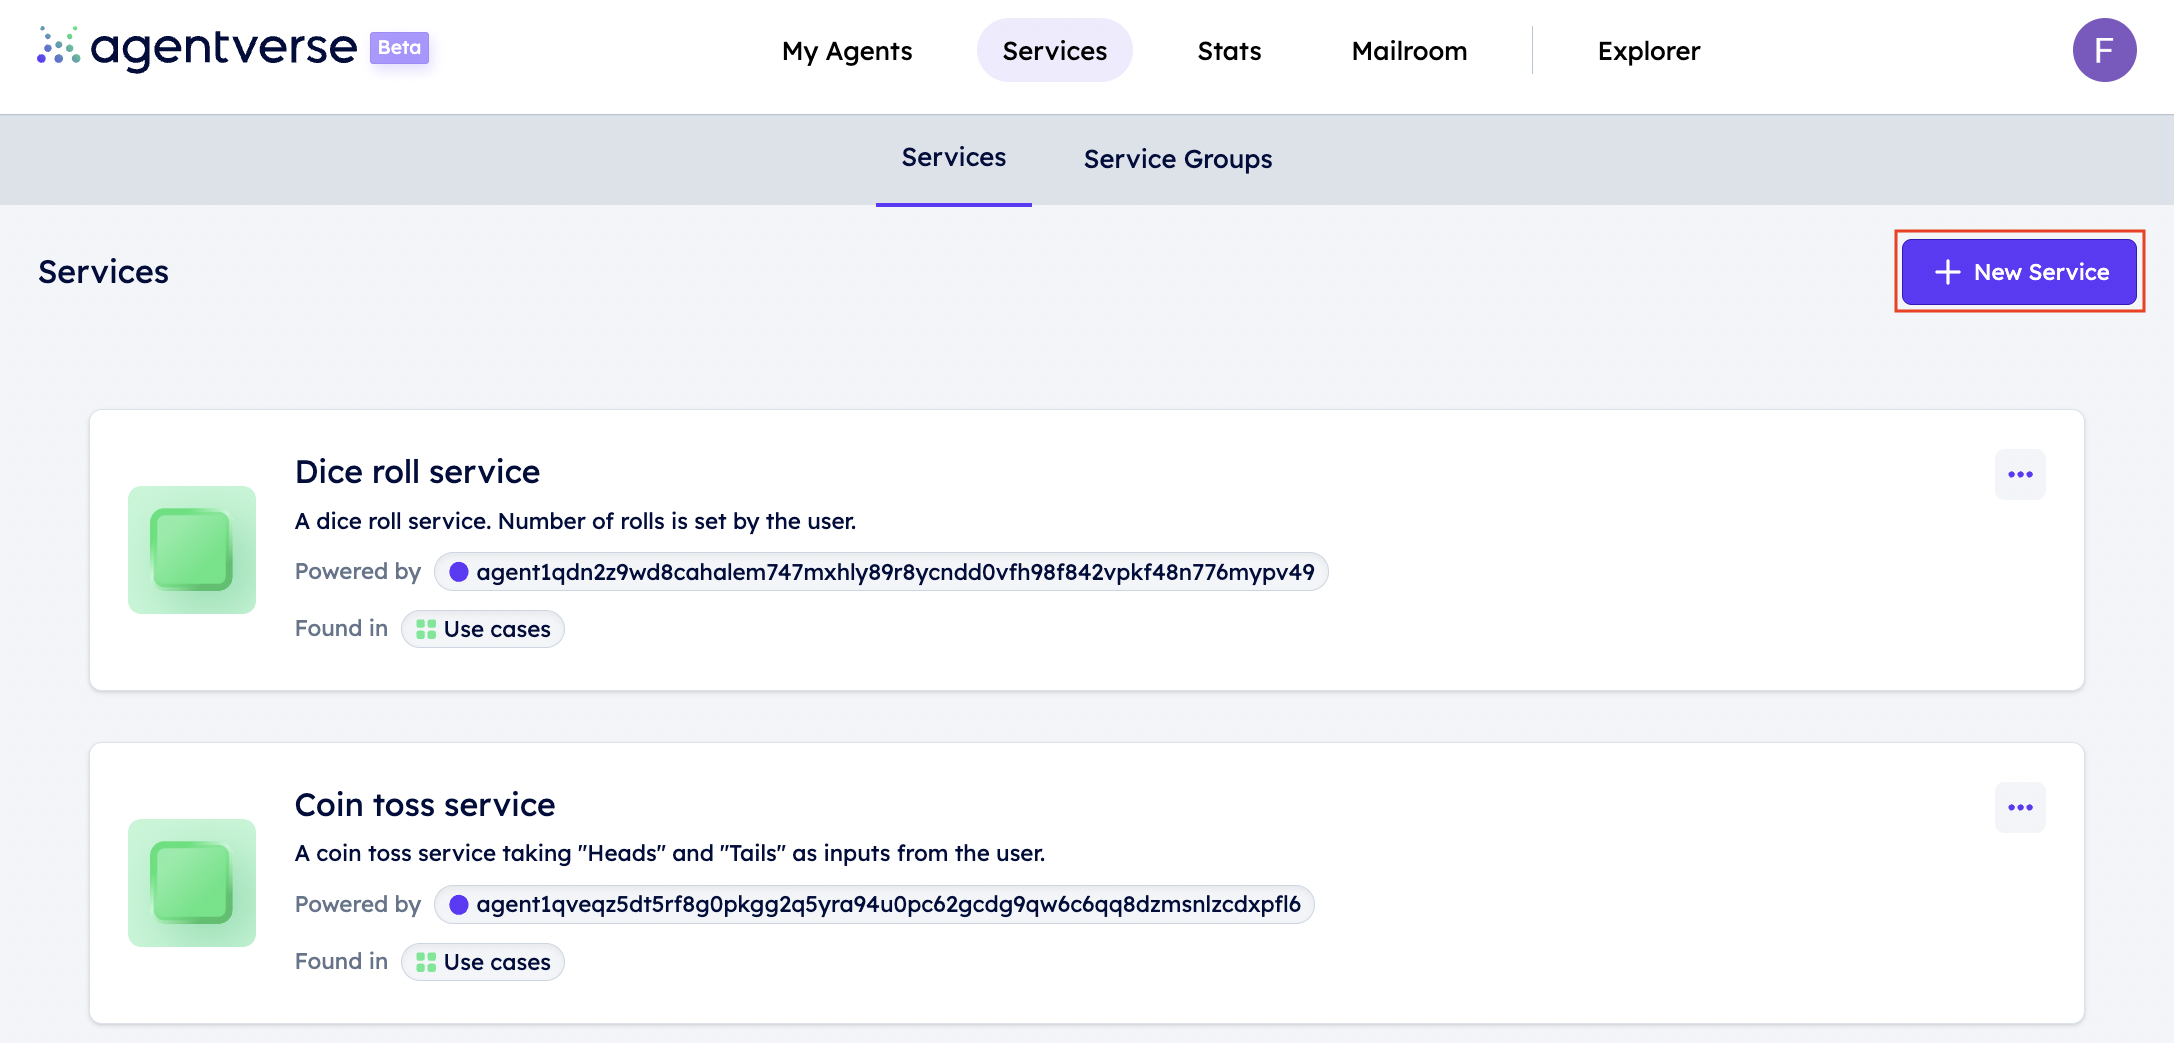 agentverse Beta
My Agents Services Stats Mailroom Explorer F
Services Service Groups
Services
New Service
Dice roll service
A dice roll service. Number of rolls is set by the user.
Powered by agent1qdn2z9wd8cahalem747mxhly89r8ycndd0vfh98f842vpkf48n776mypv49
Found in Use cases
Coin toss service
A coin toss service taking "Heads" and "Tails" as inputs from the user.
Powered by agent1qveqz5dt5rf8g0pkgg2q5yra94u0pc62gcdg9qw6c6qq8dzmsnlzcdxpfl6
Found in Use cases